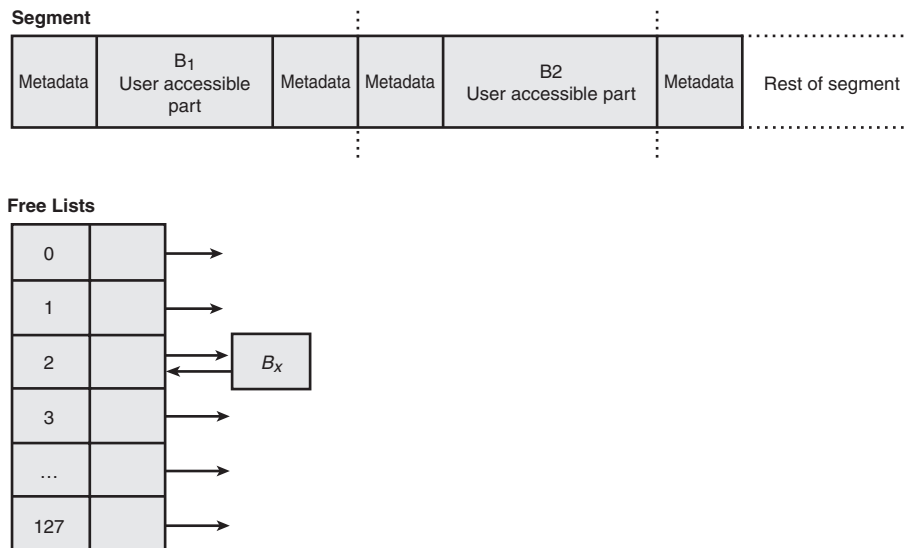 Segment
Metadata
B1
User accessible
part
Metadata
Metadata
B2
User accessible part
Metadata
Rest of segment
Free Lists
0
1
2
Bx
3
...
127